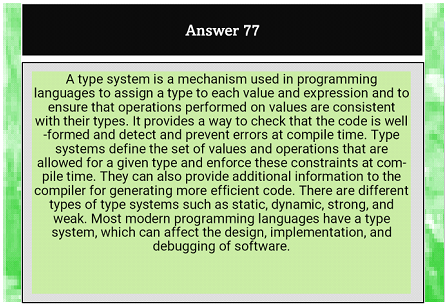 Answer 77
A type system is a mechanism used in programming
languages to assign a type to each value and expression and to
ensure that operations performed on values are consistent
with their types. It provides a way to check that the code is well
-formed and detect and prevent errors at compile time. Type
systems define the set of values and operations that are
allowed for a given type and enforce these constraints at com-
pile time. They can also provide additional information to the
compiler for generating more efficient code. There are different
types of type systems such as static, dynamic, strong, and
weak. Most modern programming languages have a type
system, which can affect the design, implementation, and
debugging of software.